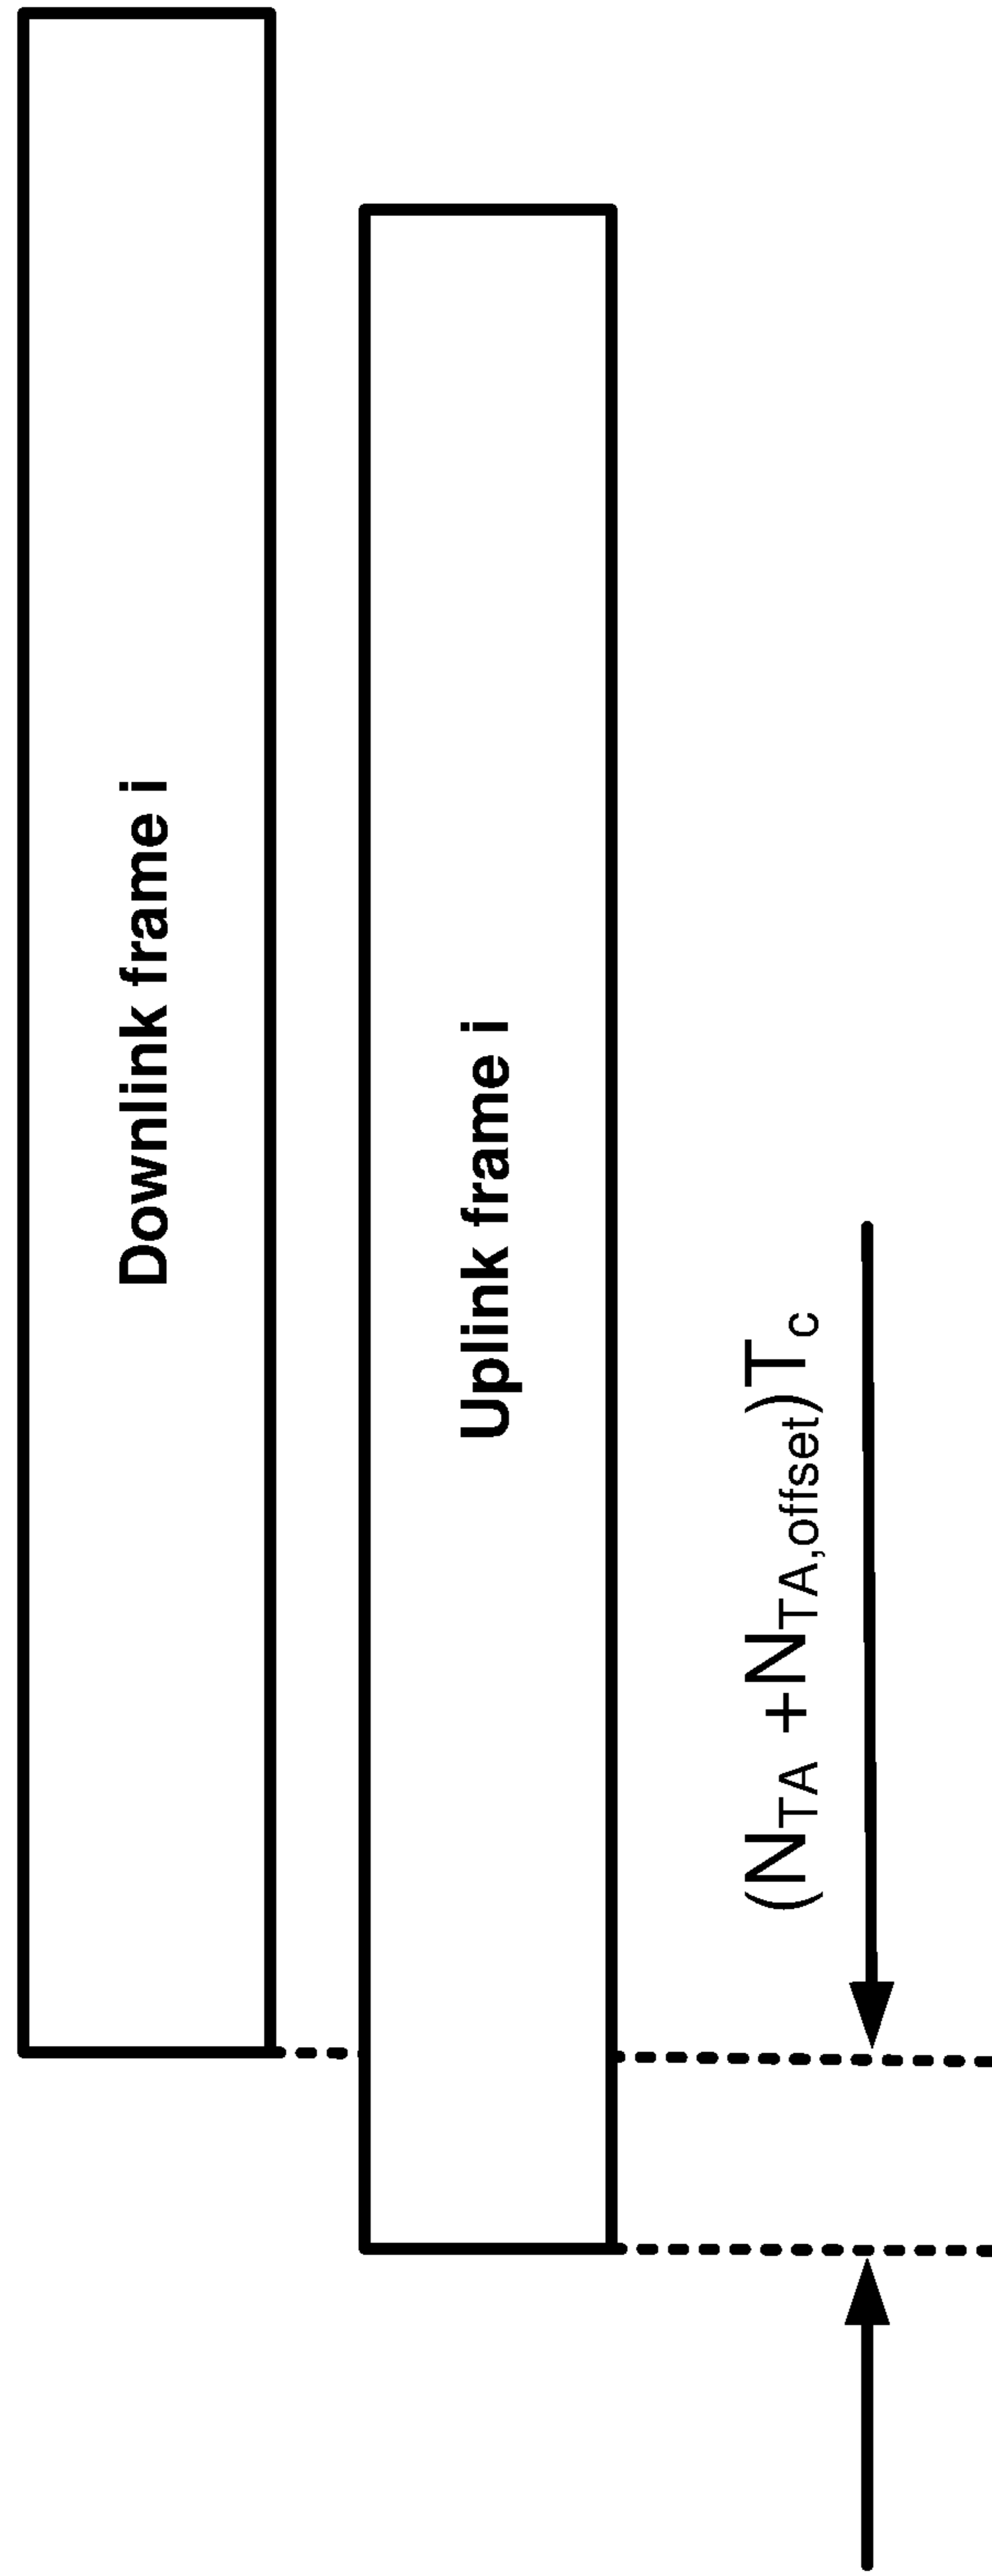 Downlink frame i
Uplink frame i
(N_TA +N_TA,offset)T_c